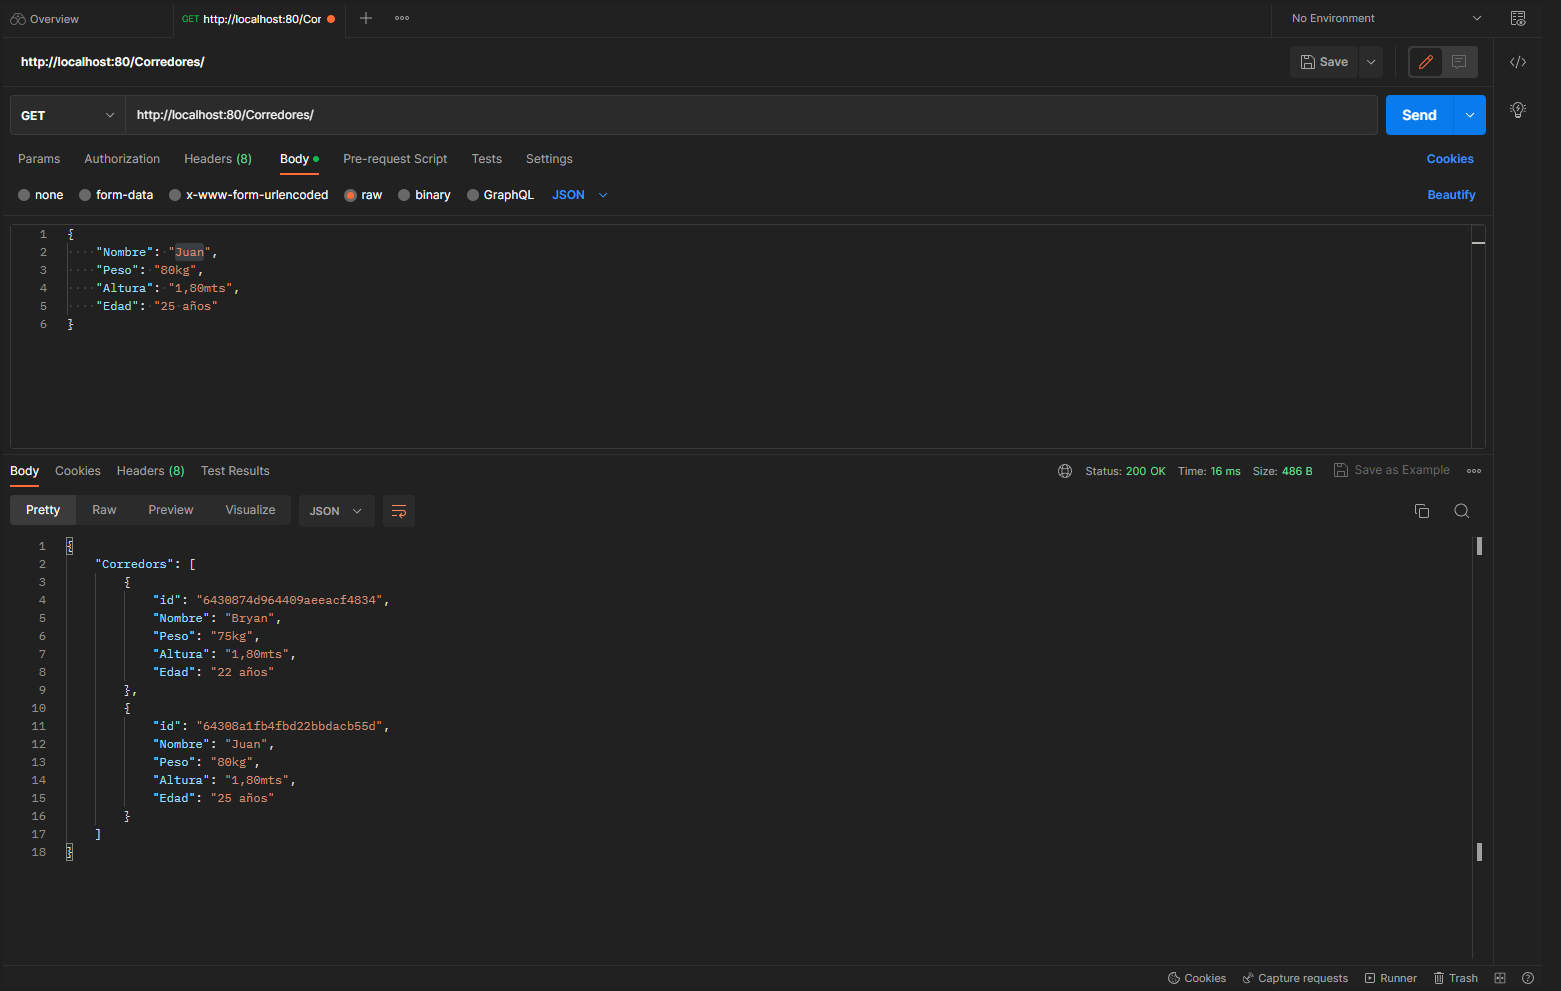 Overview
GET http://localhost:80/Cor
No Environment
http://localhost:80/Corredores/
Save
GET
http://localhost:80/Corredores/
Send
Params Authorization Headers (8) Body Pre-request Script Tests Settings Cookies
none form-data x-www-form-urlencoded raw binary GraphQL JSON Beautify
1 {
2 "Nombre": "Juan",
3 "Peso": "80kg",
4 "Altura": "1,80mts",
5 "Edad": "25 años"
6 }
Body Cookies Headers (8) Test Results Status: 200 OK Time: 16 ms Size: 486 B Save as Example
Pretty Raw Preview Visualize JSON
1 {
2 "Corredors": [
3 {
4 "id": "6430874d964409aeeacf4834",
5 "Nombre": "Bryan",
6 "Peso": "75kg",
7 "Altura": "1,80mts",
8 "Edad": "22 años"
9 },
10 {
11 "id": "64308a1fb4fbd22bbdacb55d",
12 "Nombre": "Juan",
13 "Peso": "80kg",
14 "Altura": "1,80mts",
15 "Edad": "25 años"
16 }
17 ]
18 }
Cookies Capture requests Runner Trash